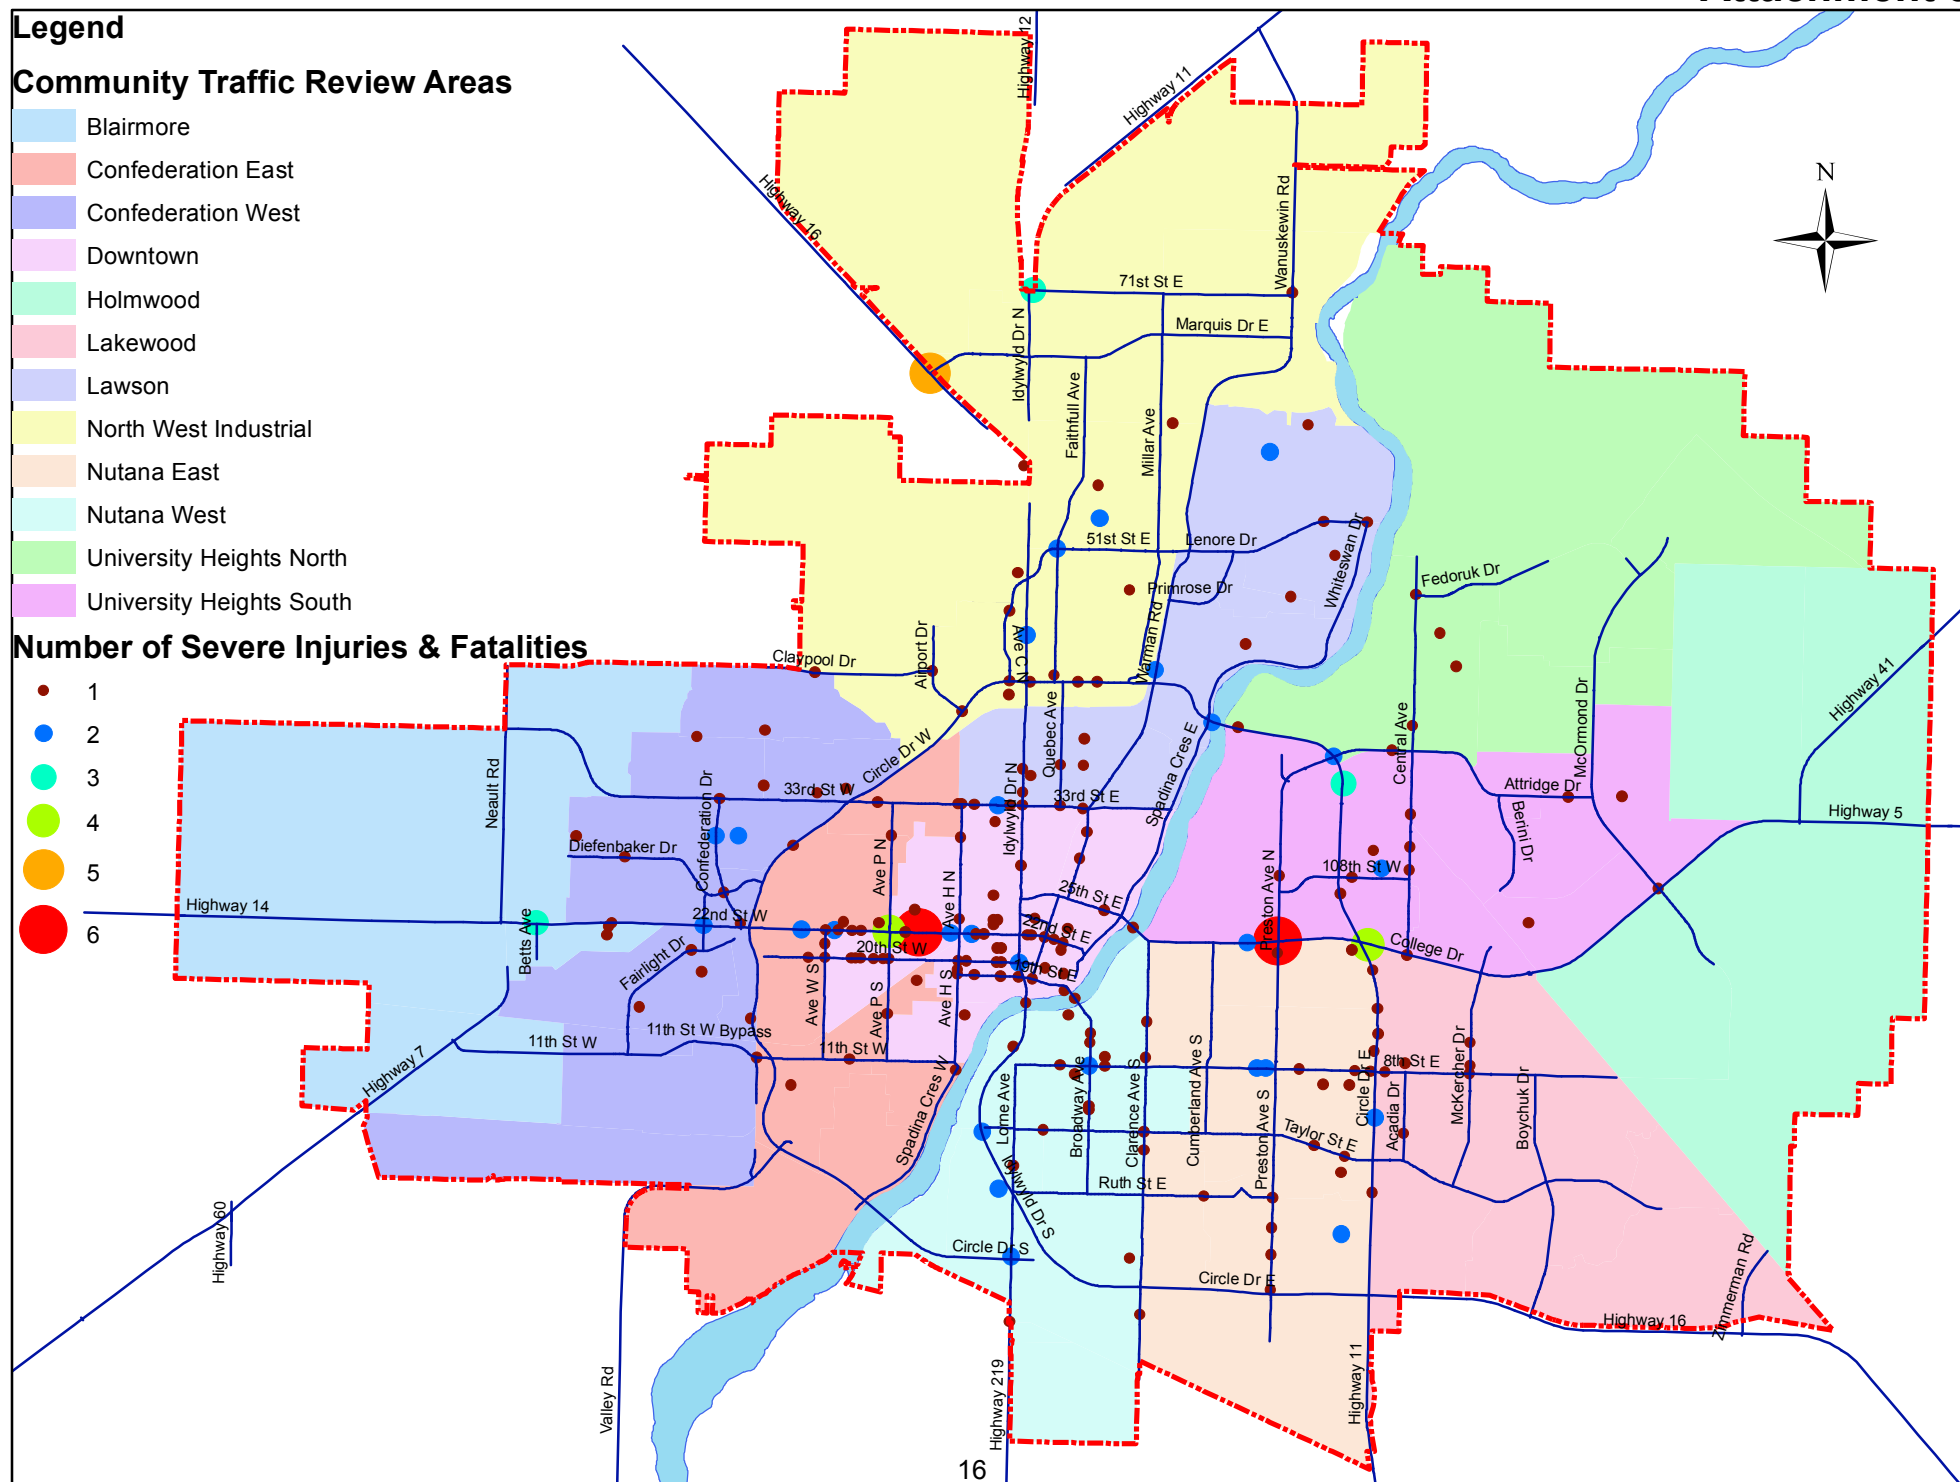 Legend
Community Traffic Review Areas
Blairmore
Confederation East
Confederation West
Downtown
Holmwood
Lakewood
Lawson
North West Industrial
Nutana East
Nutana West
University Heights North
University Heights South
Number of Severe Injuries & Fatalities
1
2
3
4
5
6
N
Highway 12
Highway 11
Highway 16
Wanuskewin Rd
71st St E
Marquis Dr E
Idylwyld Dr N
Faithfull Ave
Millar Ave
51st St E
Lenore Dr
Primrose Dr
Whiteswan Dr
Warman Rd
Fedoruk Dr
Claypool Dr
Airport Dr
Ave C N
Quebec Ave
Central Ave
McOrmond Dr
Highway 41
Neault Rd
Circle Dr W
Spadina Cres E
Confederation Dr
33rd St W
33rd St E
Idylwyld Dr N
Attridge Dr
Berini Dr
Highway 5
Diefenbaker Dr
Ave P N
Ave H N
108th St W
Preston Ave N
Highway 14
Betts Ave
22nd St W
25th St E
22nd St E
College Dr
Fairlight Dr
20th St W
19th St E
Ave W S
Ave P S
Ave H S
11th St W Bypass
11th St W
11th St W
Highway 7
8th St E
Circle Dr E
Acadia Dr
McKercher Dr
Boychuk Dr
Spadina Cres W
Lorne Ave
Broadway Ave
Clarence Ave S
Cumberland Ave S
Preston Ave S
Taylor St E
Ruth St E
Idylwyld Dr S
Circle Dr S
Circle Dr E
Highway 60
Zimmerman Rd
Highway 16
Valley Rd
Highway 219
Highway 11
16